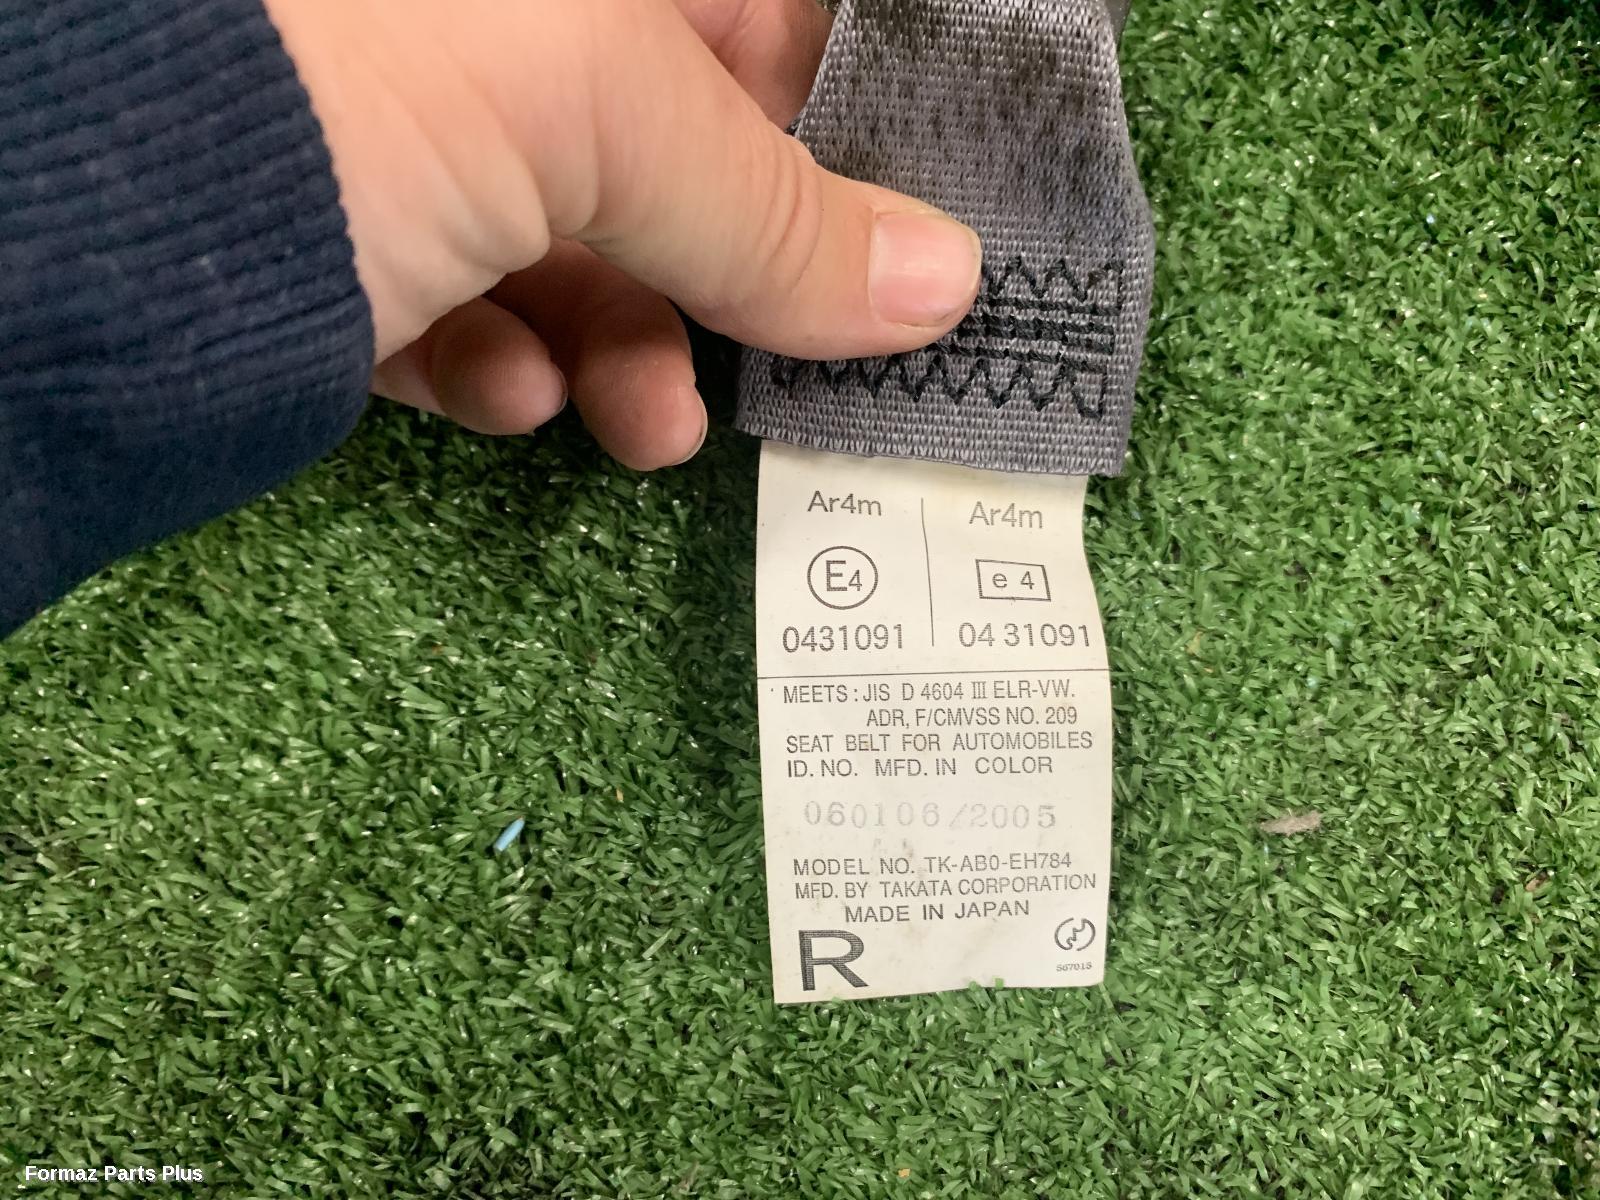 Ar4m Ar4m
E4 e 4
0431091 04 31091
MEETS : JIS D 4604 III ELR-VW.
ADR, F/CMVSS NO. 209
SEAT BELT FOR AUTOMOBILES
ID. NO. MFD. IN COLOR
060106/2005
MODEL NO. TK-AB0-EH784
MFD. BY TAKATA CORPORATION
MADE IN JAPAN
R
S6701S
Formaz Parts Plus